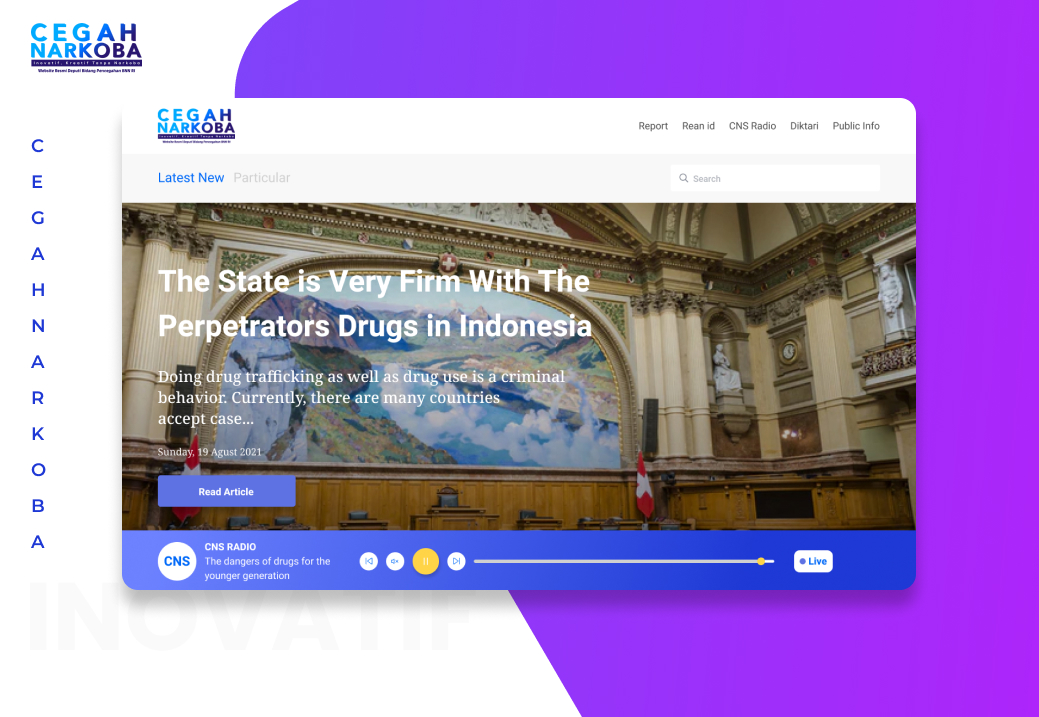 CEGAH
NARKOBA
Inovatif, Kreatif Tanpa Narkoba
Website Resmi Deputi Bidang Pencegahan BNN RI
C
E
G
A
H
N
A
R
K
O
B
A
CEGAH
NARKOBA
Inovatif, Kreatif Tanpa Narkoba
Website Resmi Deputi Bidang Pencegahan BNN RI
Report Rean id CNS Radio Diktari Public Info
Latest New Particular
Search
The State is Very Firm With The
Perpetrators Drugs in Indonesia
Doing drug trafficking as well as drug use is a criminal
behavior. Currently, there are many countries
accept case...
Sunday, 19 Agust 2021
Read Article
CNS
CNS RADIO
The dangers of drugs for the
younger generation
Live
INOVATIF